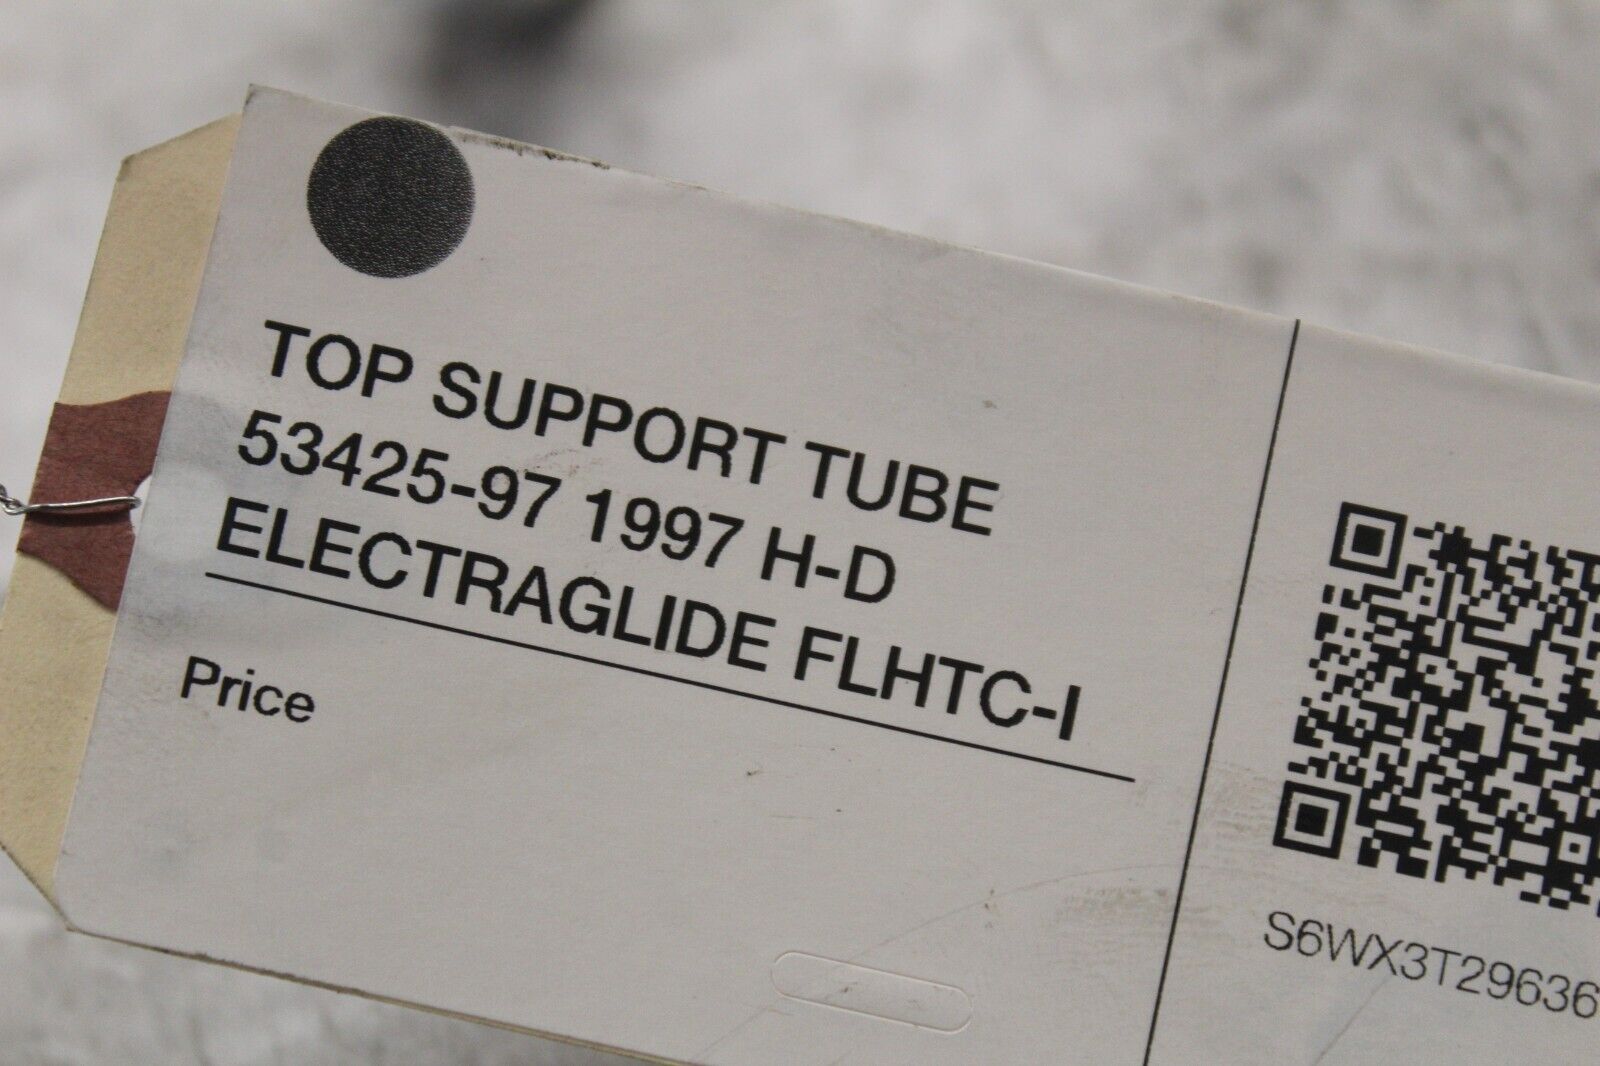 TOP SUPPORT TUBE
53425-97 1997 H-D
ELECTRAGLIDE FLHTC-I
Price
S6WX3T29636